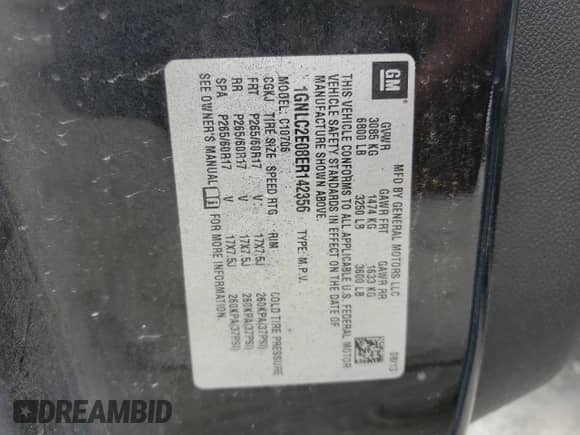 GM
MFD BY GENERAL MOTORS LLC
08/13
GVWR GAWR FRT GAWR RR
3085 KG 1474 KG 1633 KG
6800 LB 3250 LB 3600 LB
THIS VEHICLE CONFORMS TO ALL APPLICABLE U.S. FEDERAL MOTOR
VEHICLE SAFETY STANDARDS IN EFFECT ON THE DATE OF
MANUFACTURE SHOWN ABOVE.
1GNLC2E08ER142356 TYPE: M.P.V.
MODEL: C10706
CGKJ TIRE SIZE SPEED RTG RIM COLD TIRE PRESSURE
FRT P265/60R17 V 17X7.5J 260KPA(37PSI)
RR P265/60R17 V 17X7.5J 260KPA(37PSI)
SPA P265/60R17 V 17X7.5J 260KPA(37PSI)
SEE OWNER'S MANUAL FOR MORE INFORMATION.
DREAMBID